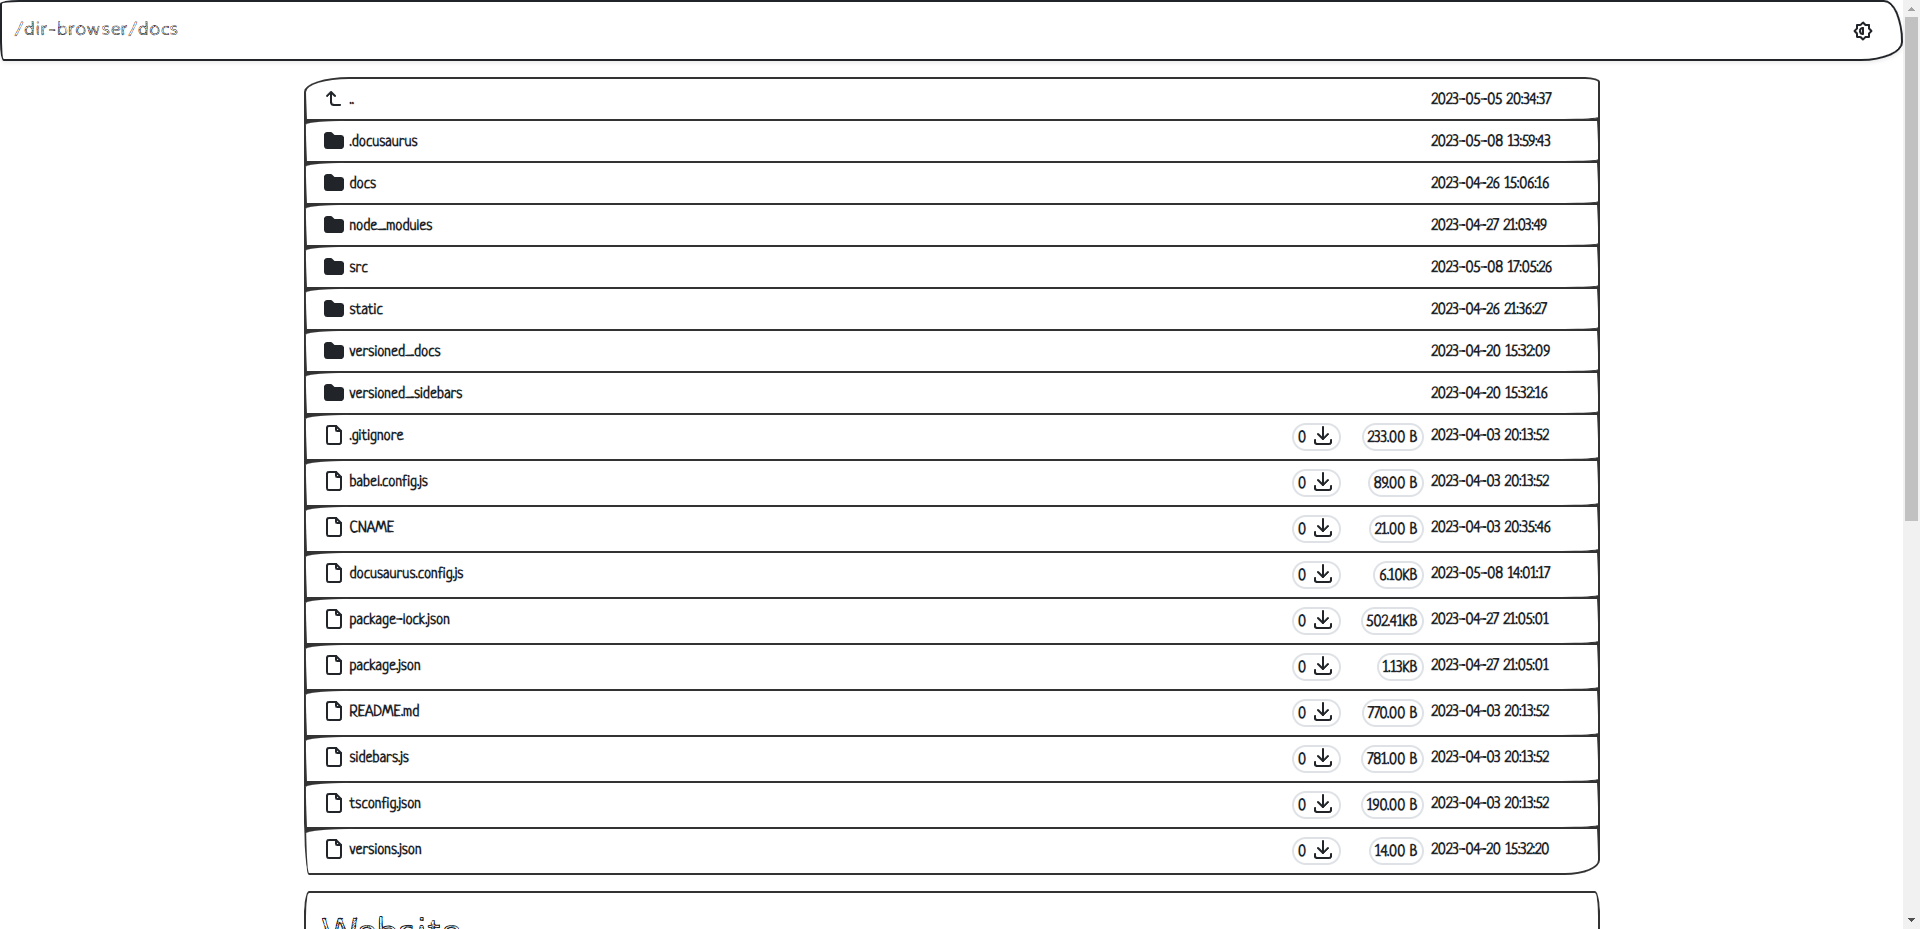 /dir-browser/docs
.. 2023-05-05 20:34:37
.docusaurus 2023-05-08 13:59:43
docs 2023-04-26 15:06:16
node_modules 2023-04-27 21:03:49
src 2023-05-08 17:05:26
static 2023-04-26 21:36:27
versioned_docs 2023-04-20 15:32:09
versioned_sidebars 2023-04-20 15:32:16
.gitignore 0 233.00 B 2023-04-03 20:13:52
babel.config.js 0 89.00 B 2023-04-03 20:13:52
CNAME 0 21.00 B 2023-04-03 20:35:46
docusaurus.config.js 0 6.10KB 2023-05-08 14:01:17
package-lock.json 0 502.41KB 2023-04-27 21:05:01
package.json 0 1.13KB 2023-04-27 21:05:01
README.md 0 770.00 B 2023-04-03 20:13:52
sidebars.js 0 781.00 B 2023-04-03 20:13:52
tsconfig.json 0 190.00 B 2023-04-03 20:13:52
versions.json 0 14.00 B 2023-04-20 15:32:20
Website